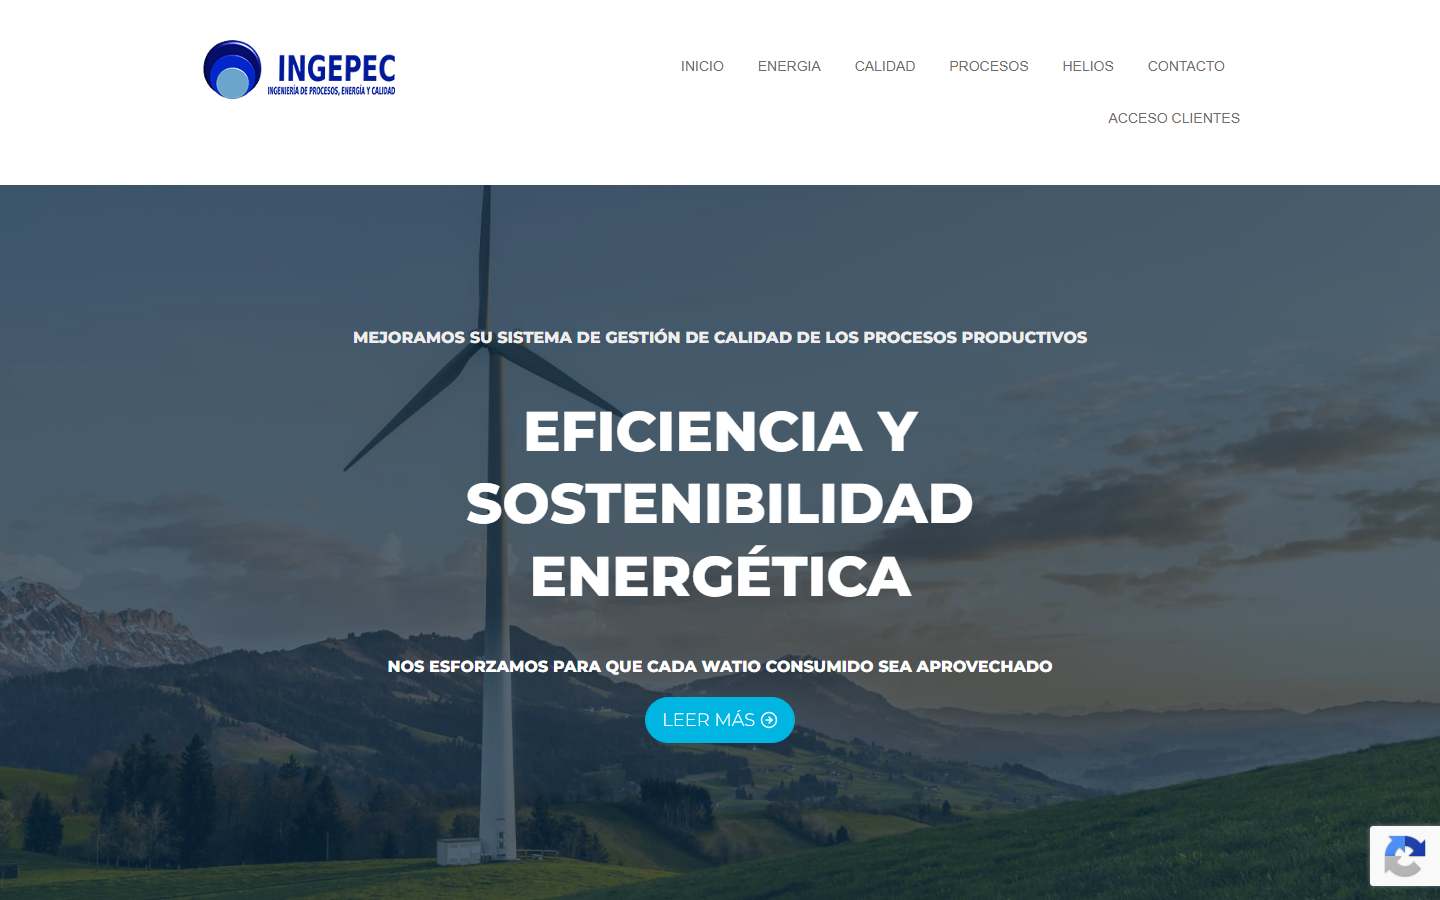 INGEPEC
INGENIERÍA DE PROCESOS, ENERGÍA Y CALIDAD
INICIO ENERGIA CALIDAD PROCESOS HELIOS CONTACTO
ACCESO CLIENTES
MEJORAMOS SU SISTEMA DE GESTIÓN DE CALIDAD DE LOS PROCESOS PRODUCTIVOS
EFICIENCIA Y
SOSTENIBILIDAD
ENERGÉTICA
NOS ESFORZAMOS PARA QUE CADA WATIO CONSUMIDO SEA APROVECHADO
LEER MÁS